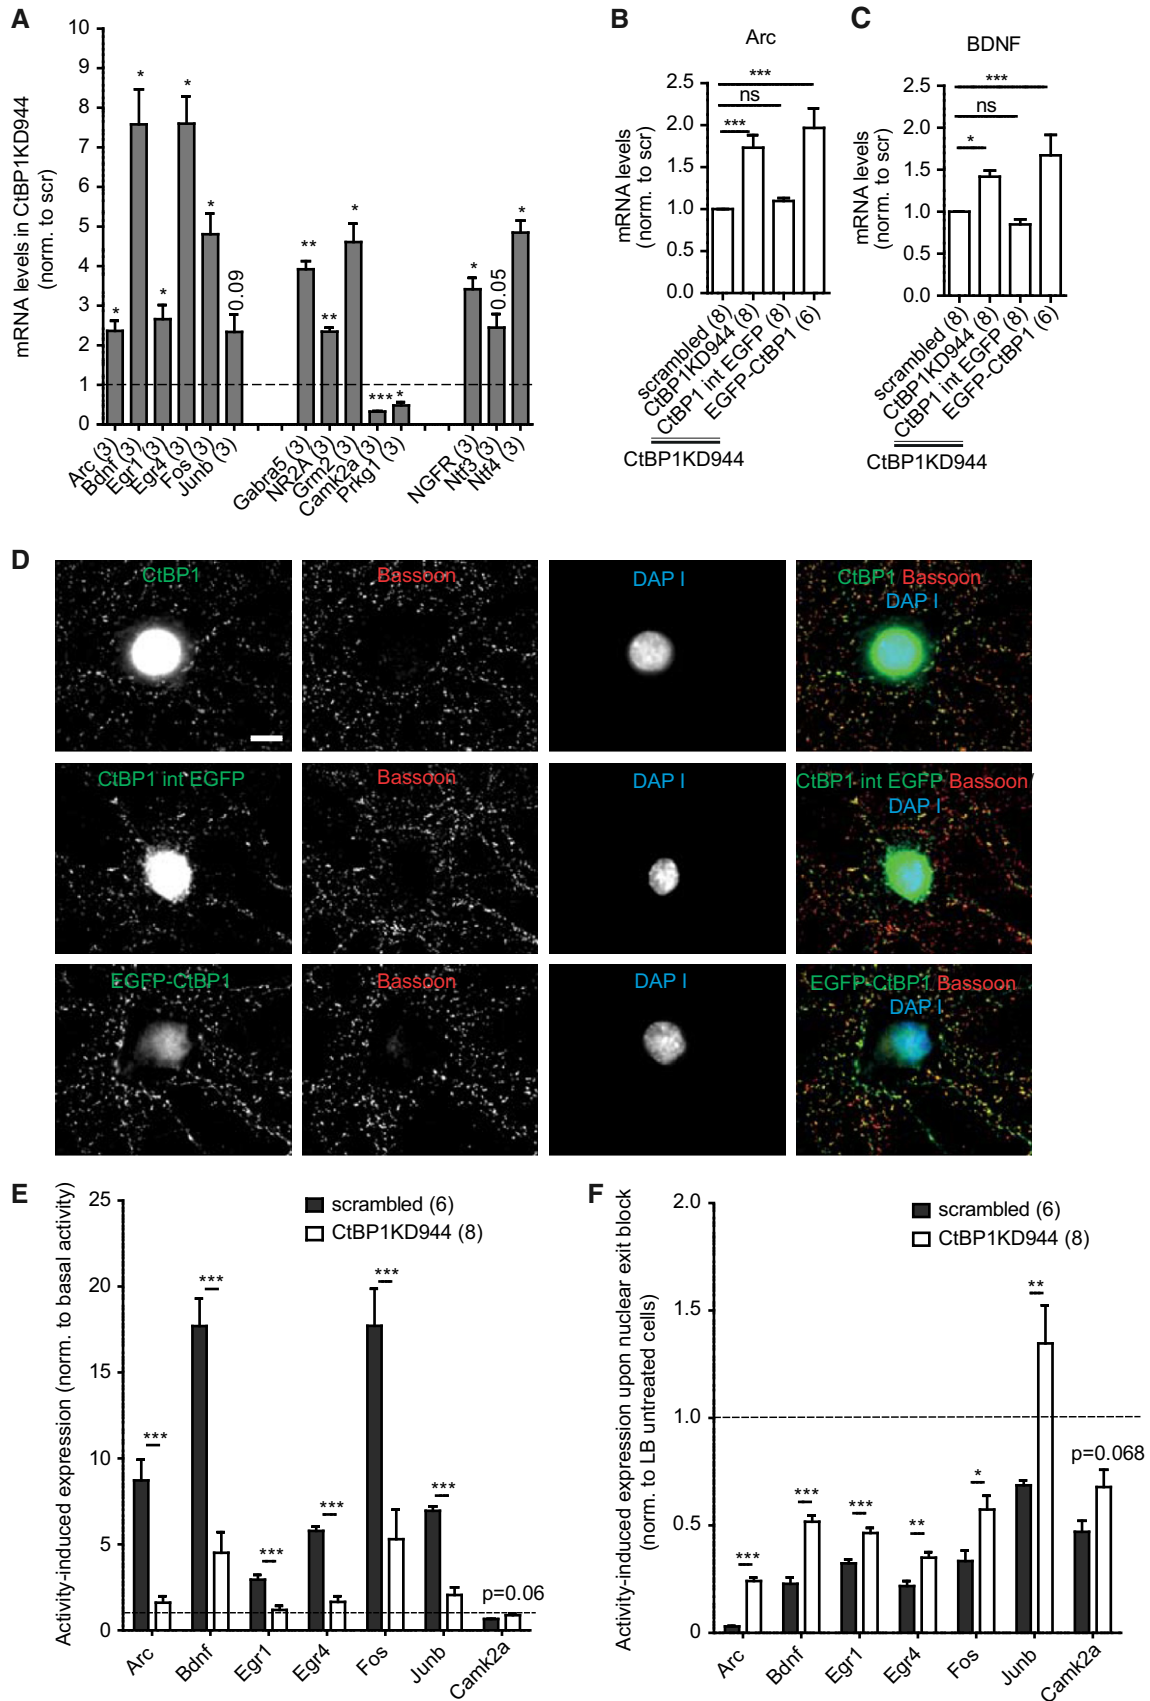 A
mRNA levels in CtBP1KD944
(norm. to scr)
10
9
8
7
6
5
4
3
2
1
0
*
*
*
*
*
0.09
**
**
*
***
*
*
0.05
*
Arc (3)
Bdnf (3)
Egr1 (3)
Egr4 (3)
Fos (3)
Junb (3)
Gabra5 (3)
NR2A (3)
Grm2 (3)
Camk2a (3)
Prkg1 (3)
NGFR (3)
Ntf3 (3)
Ntf4 (3)
B
Arc
mRNA levels
(norm. to scr)
2.5
2.0
1.5
1.0
0.5
0.0
***
ns
***
scrambled (8)
CtBP1KD944 (8)
CtBP1 int EGFP (8)
EGFP-CtBP1 (6)
CtBP1KD944
C
BDNF
mRNA levels
(norm. to scr)
2.5
2.0
1.5
1.0
0.5
0.0
***
ns
*
scrambled (8)
CtBP1KD944 (8)
CtBP1 int EGFP (8)
EGFP-CtBP1 (6)
CtBP1KD944
D
CtBP1
Bassoon
DAP I
CtBP1 Bassoon
DAP I
CtBP1 int EGFP
Bassoon
DAP I
CtBP1 int EGFP Bassoon/
DAP I
EGFP-CtBP1
Bassoon
DAP I
EGFP-CtBP1 Bassoon
DAP I
E
Activity-induced expression (norm. to basal activity)
25
20
15
10
5
0
scrambled (6)
CtBP1KD944 (8)
***
***
***
***
***
***
p=0.06
Arc
Bdnf
Egr1
Egr4
Fos
Junb
Camk2a
F
Activity-induced expression upon nuclear exit block
(norm. to LB untreated cells)
2.0
1.5
1.0
0.5
0
scrambled (6)
CtBP1KD944 (8)
***
***
***
**
*
**
p=0.068
Arc
Bdnf
Egr1
Egr4
Fos
Junb
Camk2a